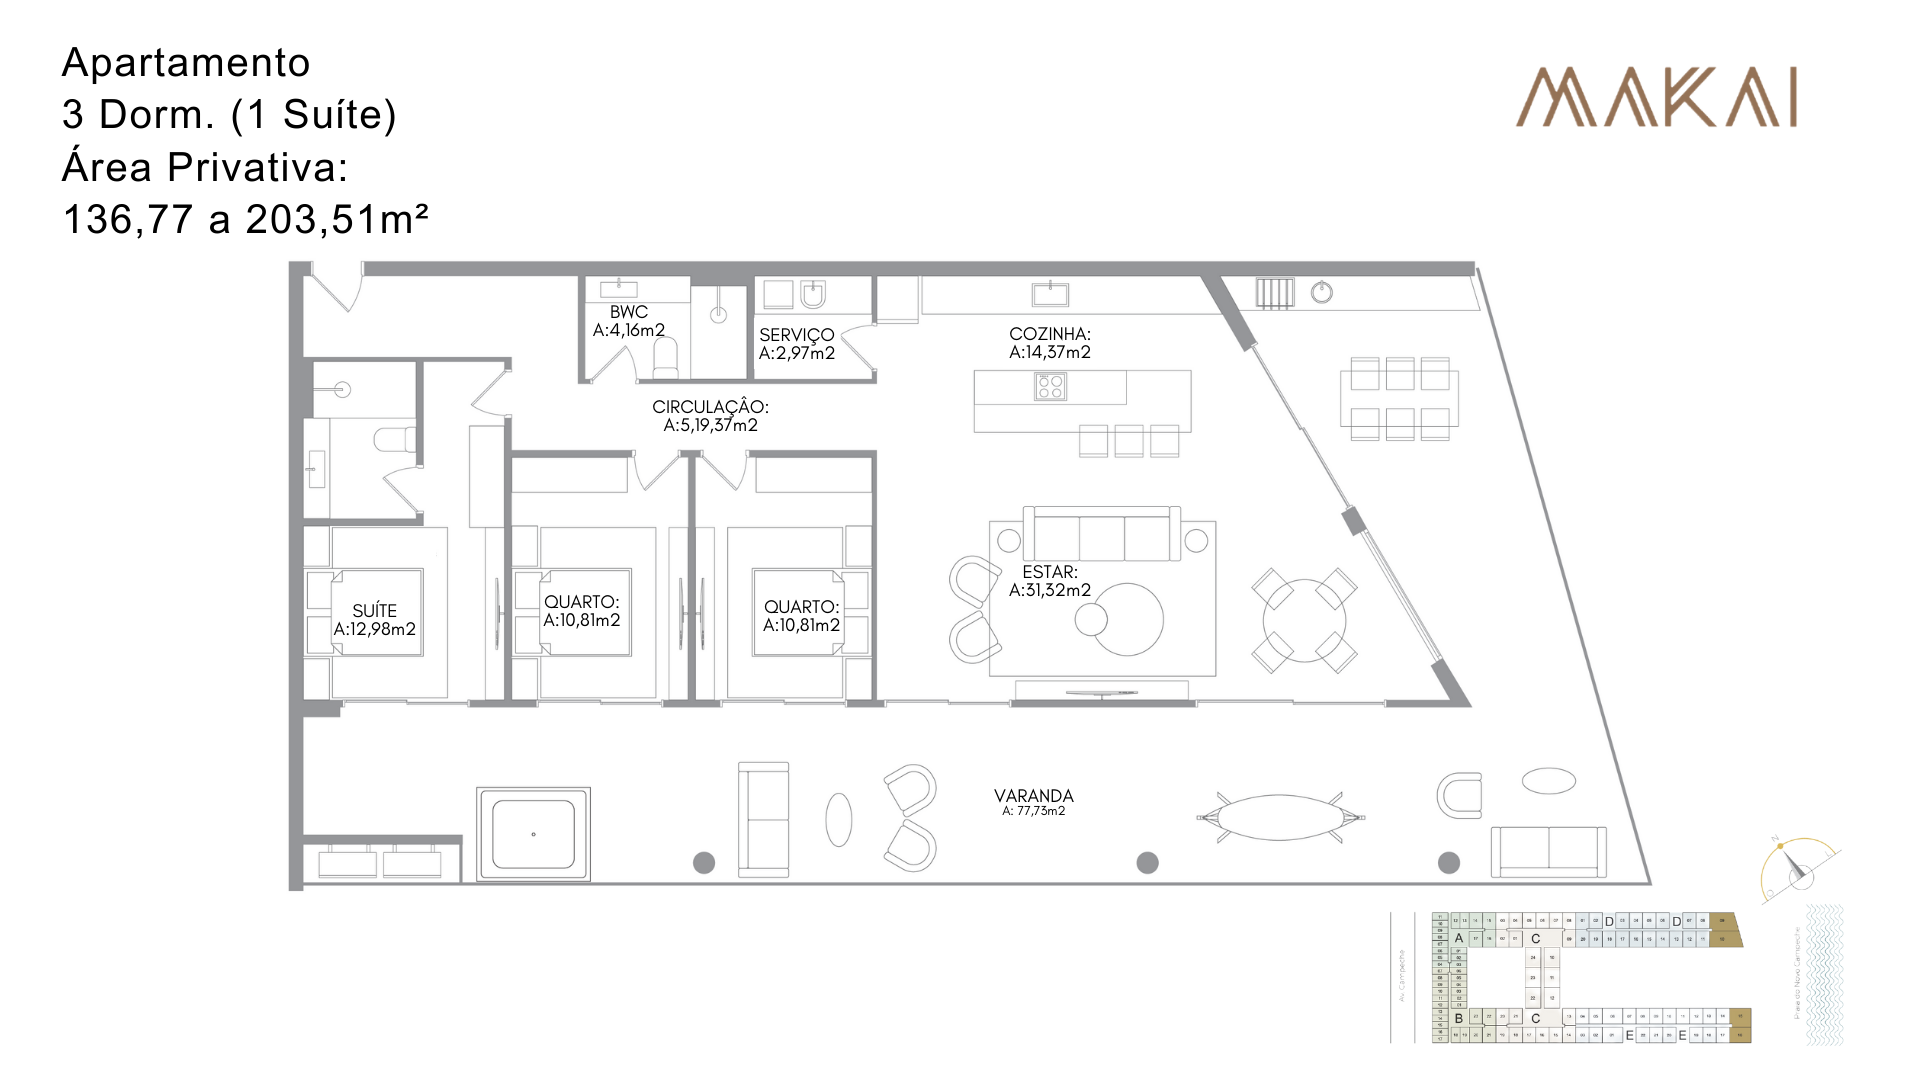 Apartamento
3 Dorm. (1 Suíte)
Área Privativa:
136,77 a 203,51m²
MAKAI
BWC
A:4,16m2
SERVIÇO
A:2,97m2
COZINHA:
A:14,37m2
CIRCULAÇÂO:
A:5,19,37m2
ESTAR:
A:31,32m2
SUÍTE
A:12,98m2
QUARTO:
A:10,81m2
QUARTO:
A:10,81m2
VARANDA
A: 77,73m2
N
L
O
Av. Campeche
A
B
C
C
D
D
E
E
Praia do Novo Campeche